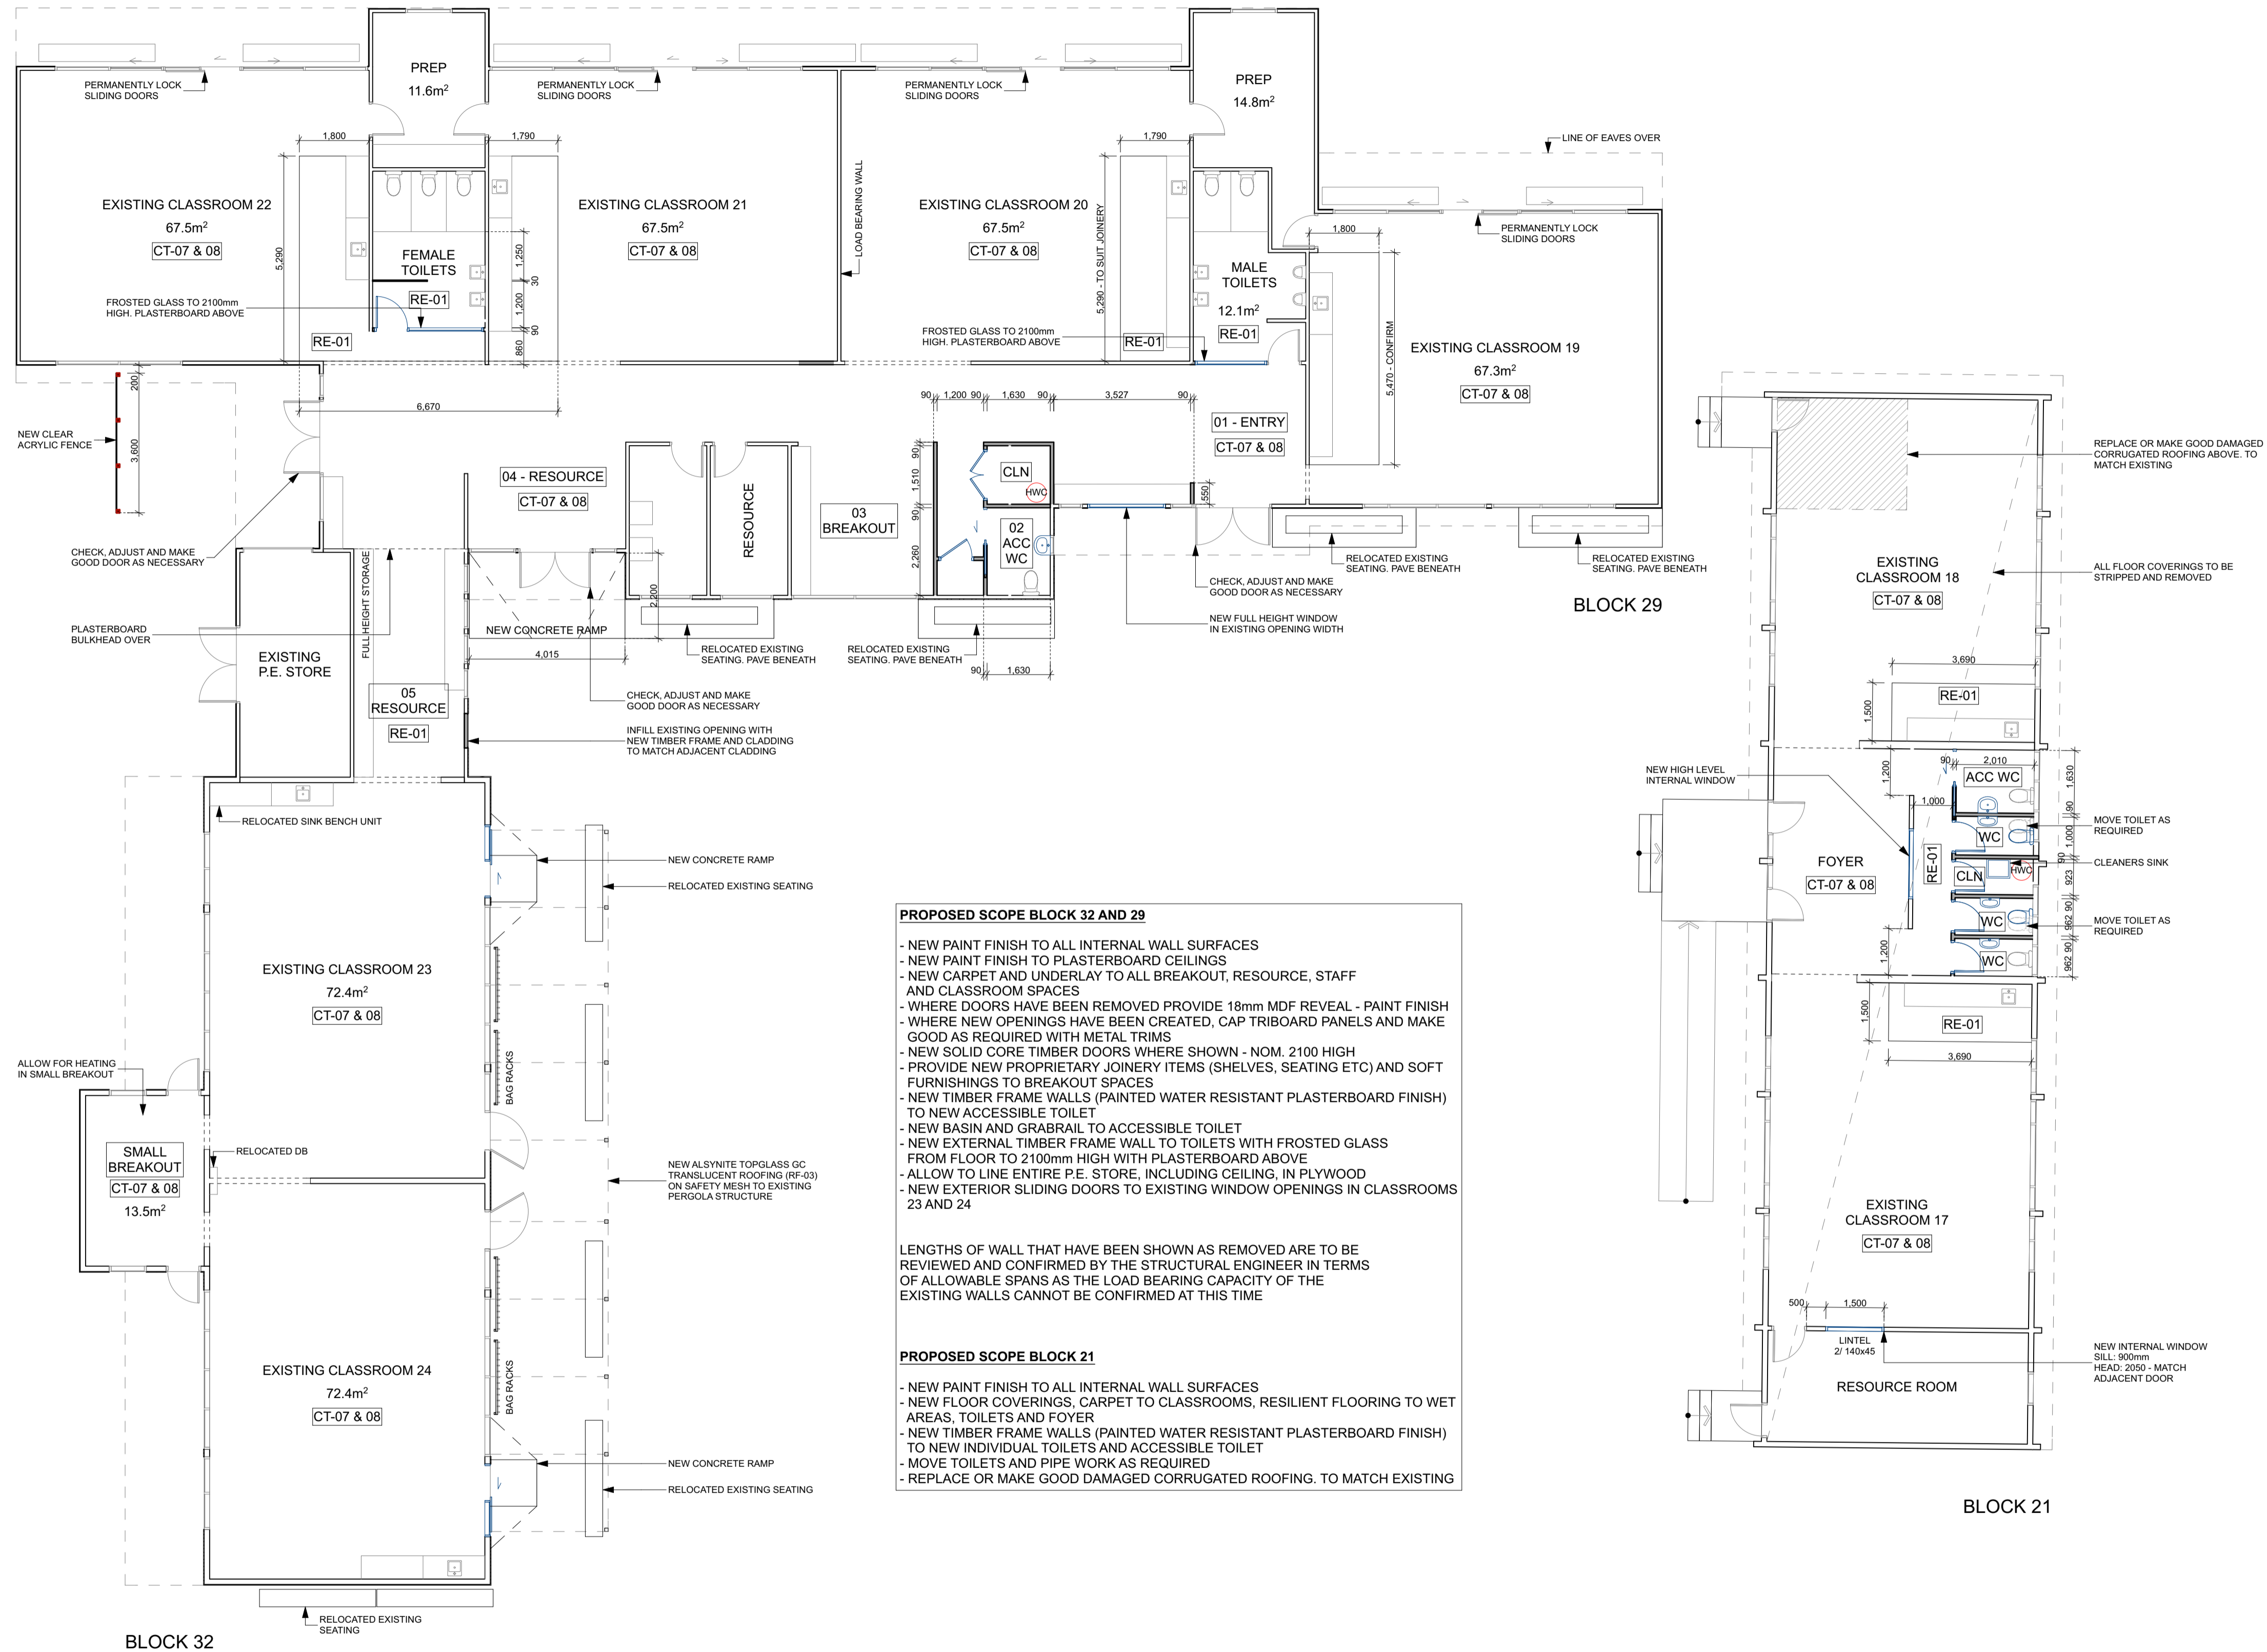 PREP
11.6m²
PREP
14.8m²
PERMANENTLY LOCK
SLIDING DOORS
PERMANENTLY LOCK
SLIDING DOORS
PERMANENTLY LOCK
SLIDING DOORS
LINE OF EAVES OVER
1,800
1,790
1,790
EXISTING CLASSROOM 22
67.5m²
CT-07 & 08
5,290
FEMALE
TOILETS
RE-01
FROSTED GLASS TO 2100mm
HIGH. PLASTERBOARD ABOVE
RE-01
EXISTING CLASSROOM 21
67.5m²
CT-07 & 08
1,250
30
1,200
90
860
LOAD BEARING WALL
EXISTING CLASSROOM 20
67.5m²
CT-07 & 08
5,290 - TO SUIT JOINERY
FROSTED GLASS TO 2100mm
HIGH. PLASTERBOARD ABOVE
RE-01
MALE
TOILETS
12.1m²
RE-01
1,800
PERMANENTLY LOCK
SLIDING DOORS
5,470 - CONFIRM
EXISTING CLASSROOM 19
67.3m²
CT-07 & 08
200
3,600
NEW CLEAR
ACRYLIC FENCE
6,670
CHECK, ADJUST AND MAKE
GOOD DOOR AS NECESSARY
04 - RESOURCE
CT-07 & 08
RESOURCE
03
BREAKOUT
90
1,200
90
1,630
90
3,527
90
90
1,510
90
2,260
CLN
HWC
02
ACC
WC
01 - ENTRY
CT-07 & 08
550
RELOCATED EXISTING
SEATING. PAVE BENEATH
RELOCATED EXISTING
SEATING. PAVE BENEATH
CHECK, ADJUST AND MAKE
GOOD DOOR AS NECESSARY
NEW FULL HEIGHT WINDOW
IN EXISTING OPENING WIDTH
BLOCK 29
PLASTERBOARD
BULKHEAD OVER
FULL HEIGHT STORAGE
EXISTING
P.E. STORE
05
RESOURCE
RE-01
NEW CONCRETE RAMP
2,200
4,015
RELOCATED EXISTING
SEATING. PAVE BENEATH
RELOCATED EXISTING
SEATING. PAVE BENEATH
90
1,630
CHECK, ADJUST AND MAKE
GOOD DOOR AS NECESSARY
INFILL EXISTING OPENING WITH
NEW TIMBER FRAME AND CLADDING
TO MATCH ADJACENT CLADDING
RELOCATED SINK BENCH UNIT
NEW CONCRETE RAMP
RELOCATED EXISTING SEATING
EXISTING CLASSROOM 23
72.4m²
CT-07 & 08
BAG RACKS
ALLOW FOR HEATING
IN SMALL BREAKOUT
SMALL
BREAKOUT
CT-07 & 08
13.5m²
RELOCATED DB
NEW ALSYNITE TOPGLASS GC
TRANSLUCENT ROOFING (RF-03)
ON SAFETY MESH TO EXISTING
PERGOLA STRUCTURE
EXISTING CLASSROOM 24
72.4m²
CT-07 & 08
BAG RACKS
NEW CONCRETE RAMP
RELOCATED EXISTING SEATING
RELOCATED EXISTING
SEATING
BLOCK 32
PROPOSED SCOPE BLOCK 32 AND 29
- NEW PAINT FINISH TO ALL INTERNAL WALL SURFACES
- NEW PAINT FINISH TO PLASTERBOARD CEILINGS
- NEW CARPET AND UNDERLAY TO ALL BREAKOUT, RESOURCE, STAFF
AND CLASSROOM SPACES
- WHERE DOORS HAVE BEEN REMOVED PROVIDE 18mm MDF REVEAL - PAINT FINISH
- WHERE NEW OPENINGS HAVE BEEN CREATED, CAP TRIBOARD PANELS AND MAKE
GOOD AS REQUIRED WITH METAL TRIMS
- NEW SOLID CORE TIMBER DOORS WHERE SHOWN - NOM. 2100 HIGH
- PROVIDE NEW PROPRIETARY JOINERY ITEMS (SHELVES, SEATING ETC) AND SOFT
FURNISHINGS TO BREAKOUT SPACES
- NEW TIMBER FRAME WALLS (PAINTED WATER RESISTANT PLASTERBOARD FINISH)
TO NEW ACCESSIBLE TOILET
- NEW BASIN AND GRABRAIL TO ACCESSIBLE TOILET
- NEW EXTERNAL TIMBER FRAME WALL TO TOILETS WITH FROSTED GLASS
FROM FLOOR TO 2100mm HIGH WITH PLASTERBOARD ABOVE
- ALLOW TO LINE ENTIRE P.E. STORE, INCLUDING CEILING, IN PLYWOOD
- NEW EXTERIOR SLIDING DOORS TO EXISTING WINDOW OPENINGS IN CLASSROOMS
23 AND 24
LENGTHS OF WALL THAT HAVE BEEN SHOWN AS REMOVED ARE TO BE
REVIEWED AND CONFIRMED BY THE STRUCTURAL ENGINEER IN TERMS
OF ALLOWABLE SPANS AS THE LOAD BEARING CAPACITY OF THE
EXISTING WALLS CANNOT BE CONFIRMED AT THIS TIME
PROPOSED SCOPE BLOCK 21
- NEW PAINT FINISH TO ALL INTERNAL WALL SURFACES
- NEW FLOOR COVERINGS, CARPET TO CLASSROOMS, RESILIENT FLOORING TO WET
AREAS, TOILETS AND FOYER
- NEW TIMBER FRAME WALLS (PAINTED WATER RESISTANT PLASTERBOARD FINISH)
TO NEW INDIVIDUAL TOILETS AND ACCESSIBLE TOILET
- MOVE TOILETS AND PIPE WORK AS REQUIRED
- REPLACE OR MAKE GOOD DAMAGED CORRUGATED ROOFING. TO MATCH EXISTING
REPLACE OR MAKE GOOD DAMAGED
CORRUGATED ROOFING ABOVE. TO
MATCH EXISTING
EXISTING
CLASSROOM 18
CT-07 & 08
ALL FLOOR COVERINGS TO BE
STRIPPED AND REMOVED
3,690
RE-01
1,500
NEW HIGH LEVEL
INTERNAL WINDOW
1,200
90
2,010
ACC WC
1,630
90
1,000
1,000
90
923
90
962
90
962
WC
MOVE TOILET AS
REQUIRED
FOYER
CT-07 & 08
RE-01
CLN
HWC
CLEANERS SINK
WC
MOVE TOILET AS
REQUIRED
WC
1,200
1,500
RE-01
3,690
EXISTING
CLASSROOM 17
CT-07 & 08
500
1,500
LINTEL
2/ 140x45
NEW INTERNAL WINDOW
SILL: 900mm
HEAD: 2050 - MATCH
ADJACENT DOOR
RESOURCE ROOM
BLOCK 21